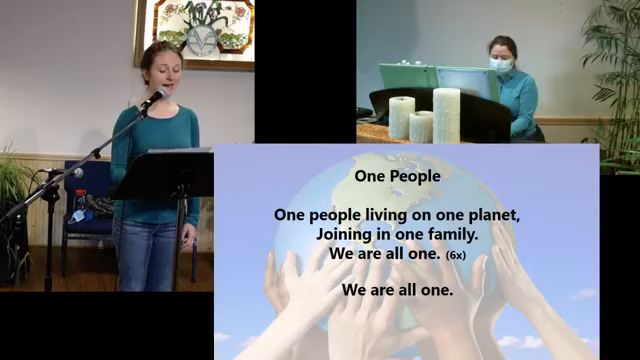 One People
One people living on one planet,
Joining in one family.
We are all one. (6x)
We are all one.